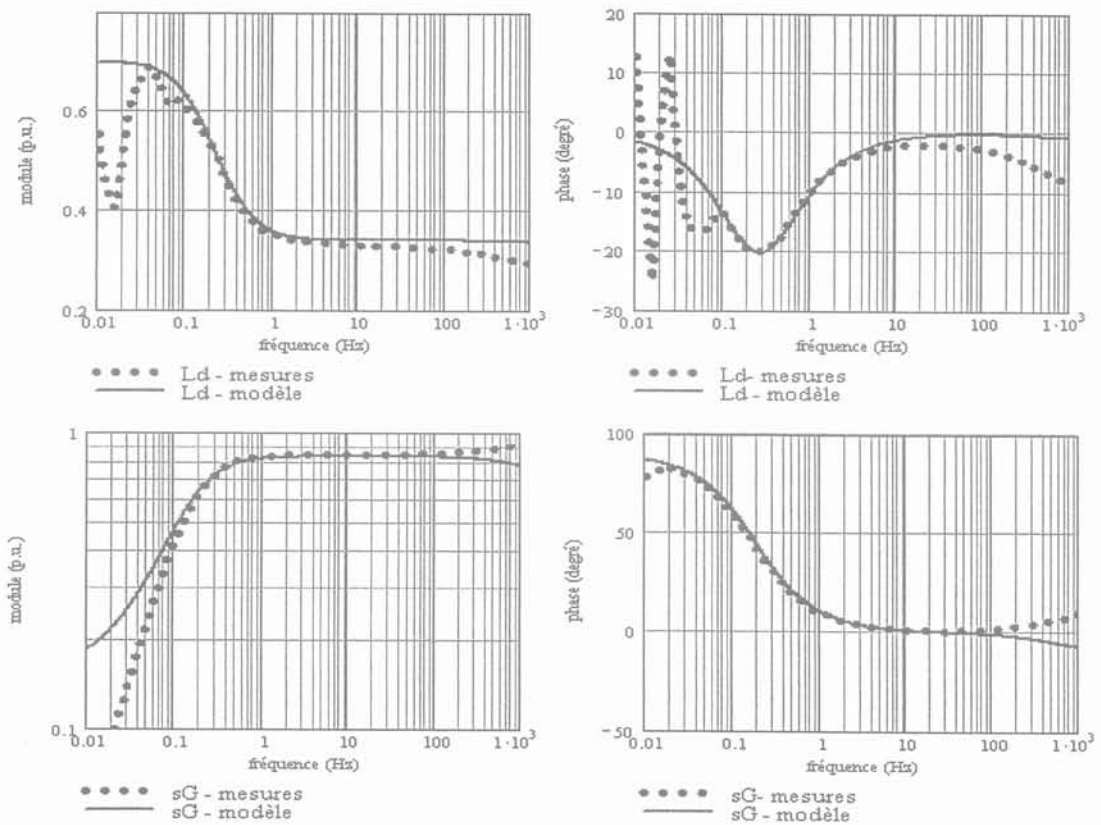 module (p.u.)
0.6
0.4
0.2
0.01
0.1
1
10
100
1·10³
fréquence (Hz)
Ld - mesures
Ld - modèle
phase (degré)
20
10
0
−10
−20
−30
0.01
0.1
1
10
100
1·10³
fréquence (Hz)
Ld- mesures
Ld - modèle
module (p.u.)
1
0.1
0.01
0.1
1
10
100
1·10³
fréquence (Hz)
sG - mesures
sG - modèle
phase (degré)
100
50
0
−50
0.01
0.1
1
10
100
1·10³
fréquence (Hz)
sG- mesures
sG - modèle